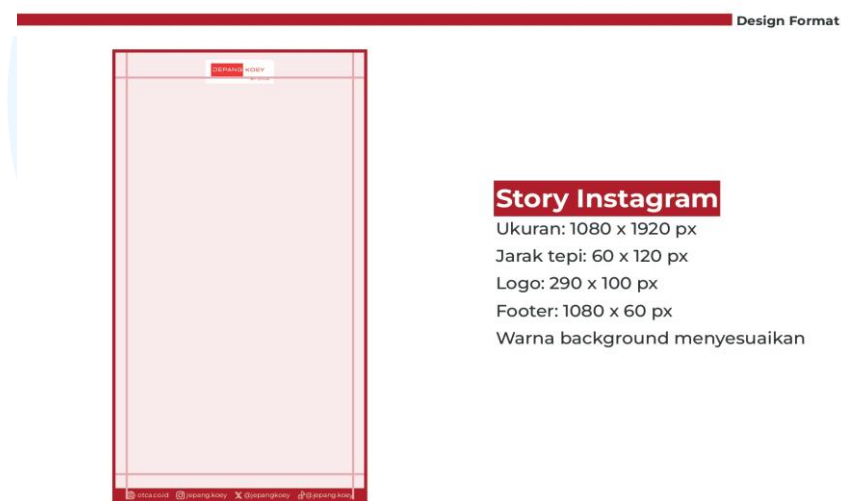 Design Format
JEPANG KOEY
Story Instagram
Ukuran: 1080 x 1920 px
Jarak tepi: 60 x 120 px
Logo: 290 x 100 px
Footer: 1080 x 60 px
Warna background menyesuaikan
otca.co.id jepang.koey @jepangkoey @jepang.koey